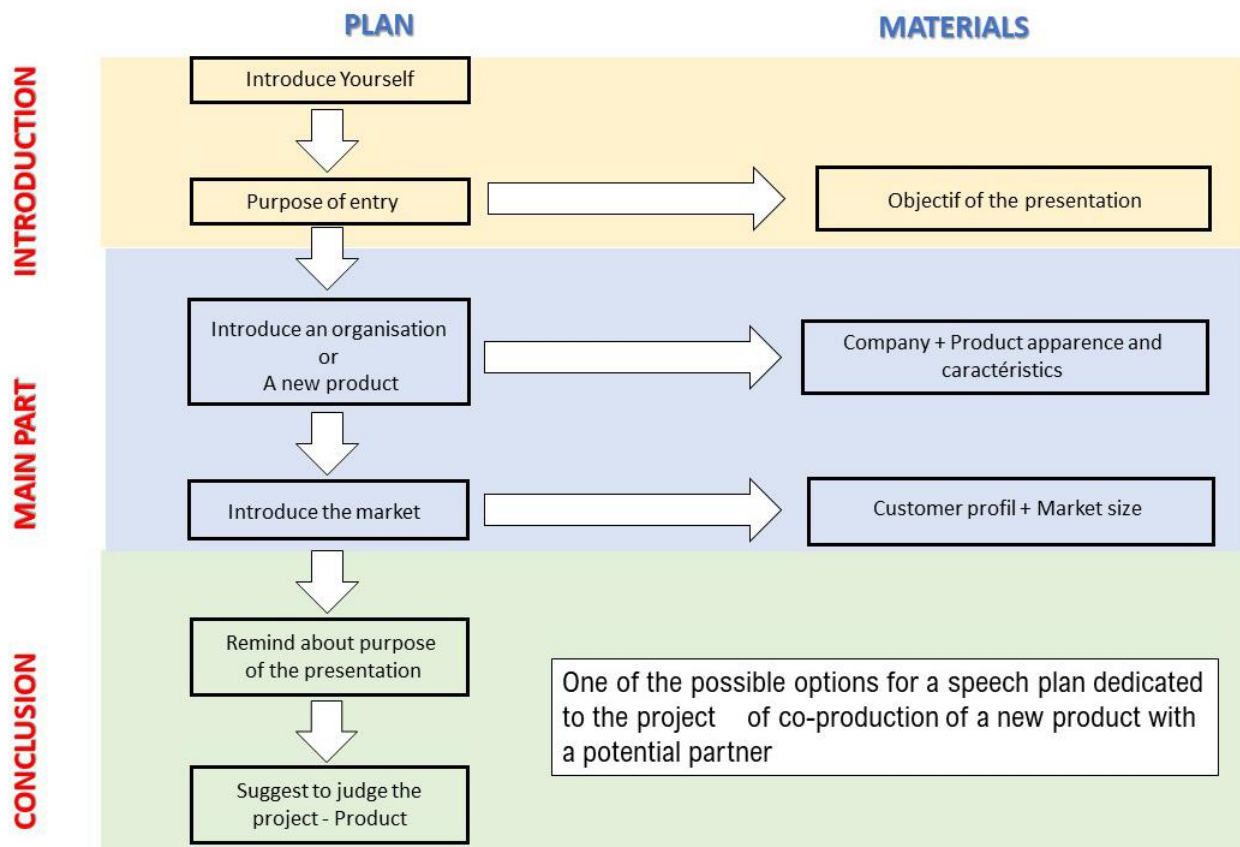 PLAN
MATERIALS
INTRODUCTION
Introduce Yourself
Purpose of entry
Objectif of the presentation
MAIN PART
Introduce an organisation
or
A new product
Company + Product apparence and
caractéristics
Introduce the market
Customer profil + Market size
CONCLUSION
Remind about purpose
of the presentation
One of the possible options for a speech plan dedicated
to the project of co-production of a new product with
a potential partner
Suggest to judge the
project - Product